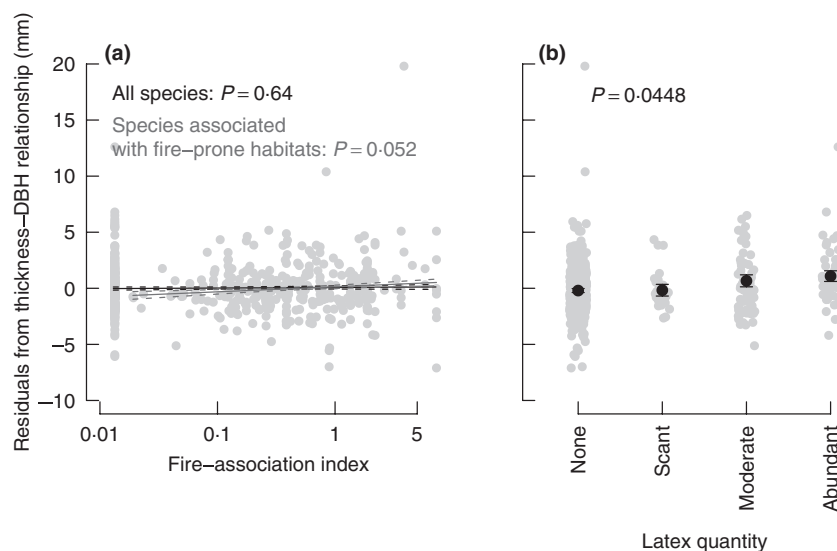 Residuals from thickness–DBH relationship (mm)
(a)
20
15
10
5
0
−5
−10
All species: P = 0·64
Species associated
with fire–prone habitats: P = 0·052
0·01
0·1
1
5
Fire–association index
(b)
P = 0.0448
None
Scant
Moderate
Abundant
Latex quantity